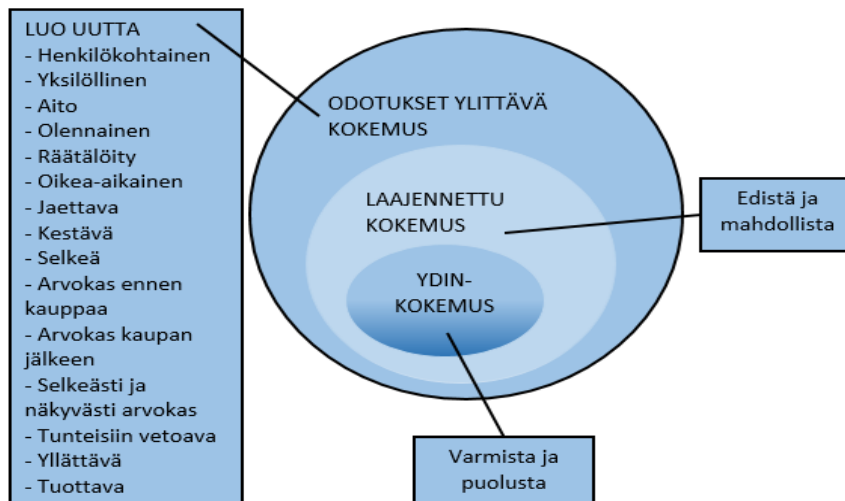 LUO UUTTA
- Henkilökohtainen
- Yksilöllinen
- Aito
- Olennainen
- Räätälöity
- Oikea-aikainen
- Jaettava
- Kestävä
- Selkeä
- Arvokas ennen
kauppaa
- Arvokas kaupan
jälkeen
- Selkeästi ja
näkyvästi arvokas
- Tunteisiin vetoava
- Yllättävä
- Tuottava
ODOTUKSET YLITTÄVÄ
KOKEMUS
LAAJENNETTU
KOKEMUS
YDIN-
KOKEMUS
Edistä ja
mahdollista
Varmista ja
puolusta